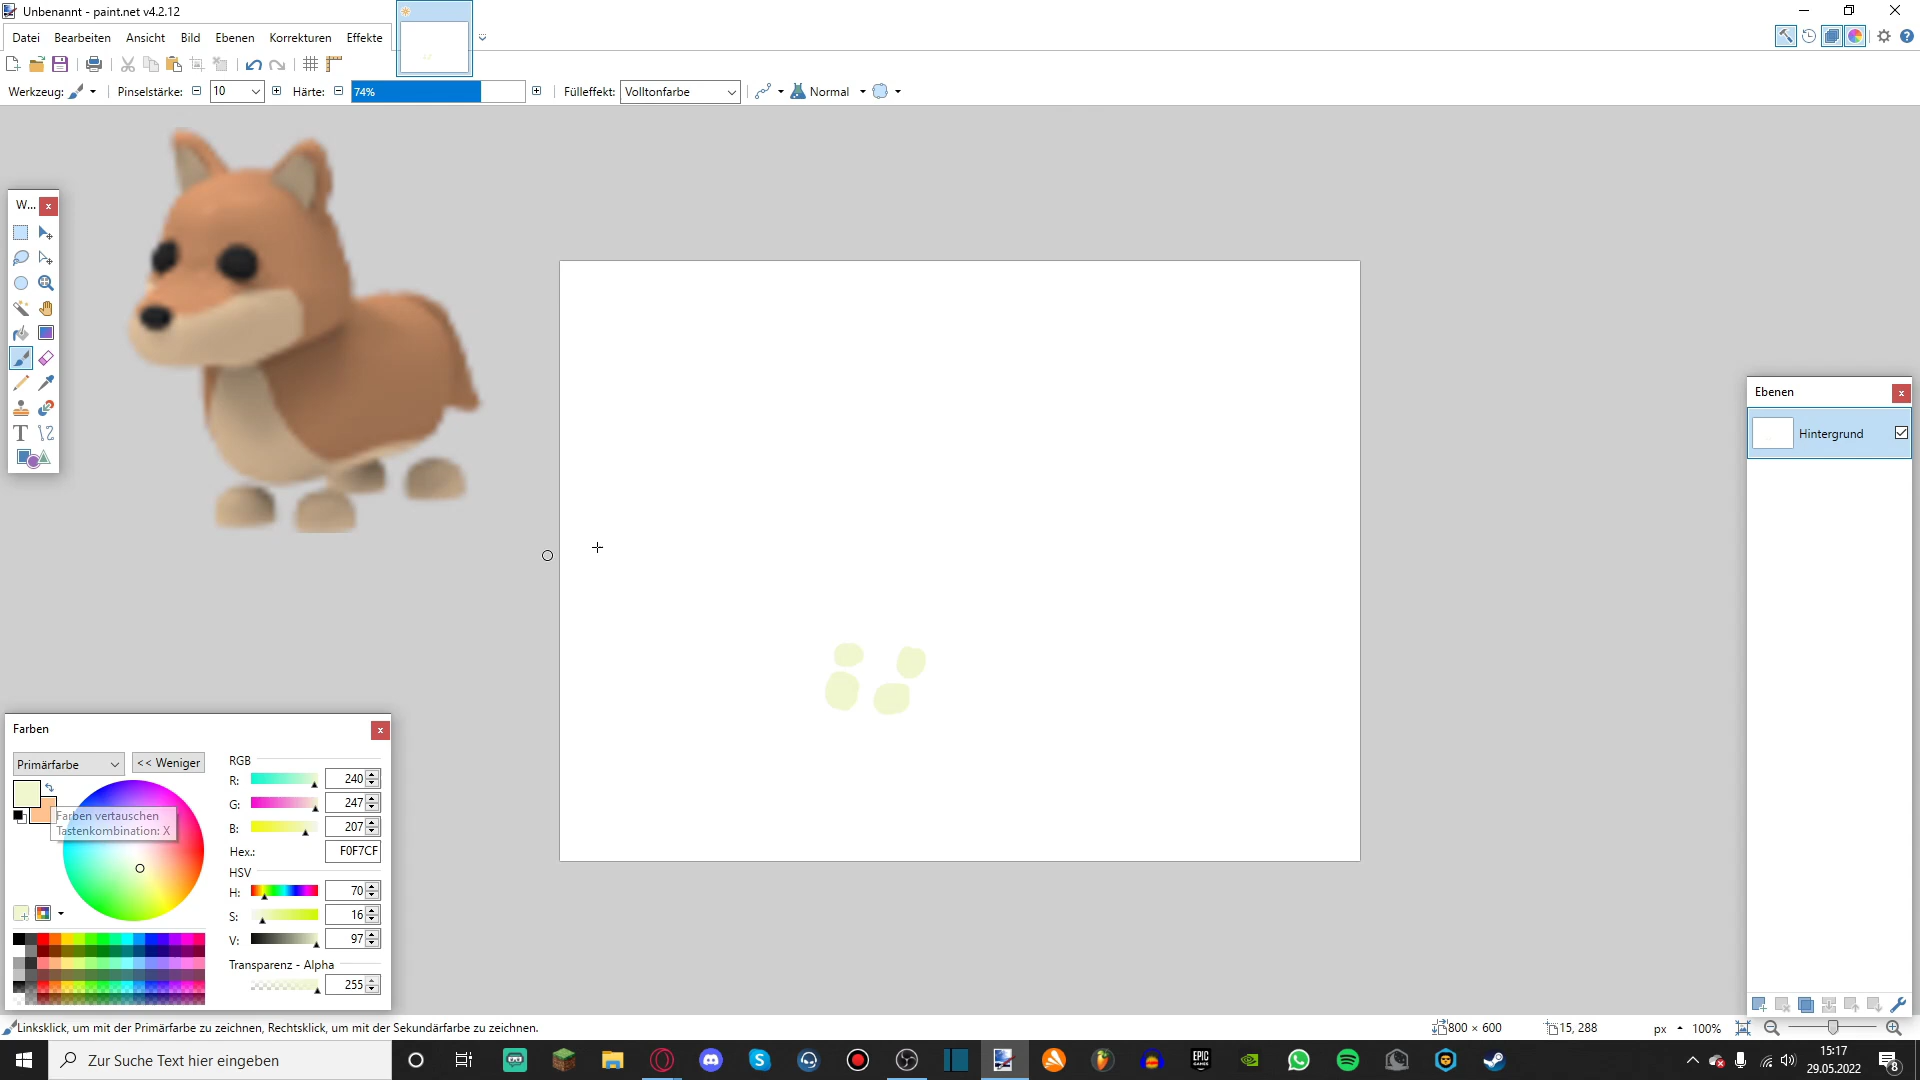 Unbenannt - paint.net v4.2.12
Datei Bearbeiten Ansicht Bild Ebenen Korrekturen Effekte
Werkzeug: Pinselstärke: 10 Härte: 74% Fülleffekt: Volltonfarbe Normal
W... x
T
Ebenen x
Hintergrund
Farben x
Primärfarbe << Weniger
Farben vertauschen
Tastenkombination: X
RGB
R: 240
G: 247
B: 207
Hex.: F0F7CF
HSV
H: 70
S: 16
V: 97
Transparenz - Alpha
255
Linksklick, um mit der Primärfarbe zu zeichnen, Rechtsklick, um mit der Sekundärfarbe zu zeichnen.
800 × 600 15, 288 px 100%
Zur Suche Text hier eingeben
EPIC
GAMES
15:17
29.05.2022
8